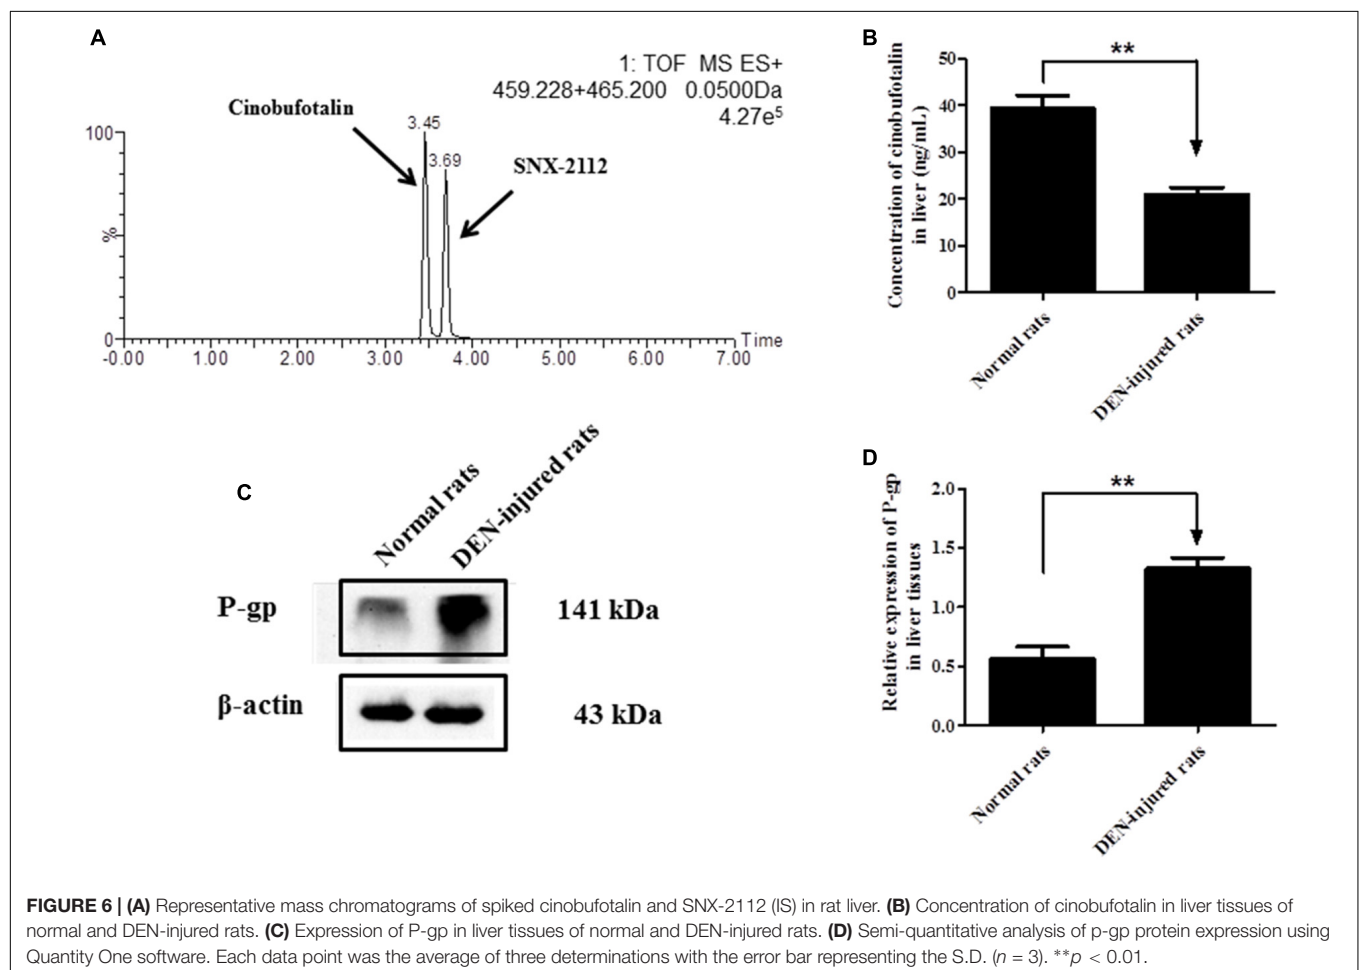 A
1: TOF MS ES+
459.228+465.200 0.0500Da
4.27e⁵
Cinobufotalin
SNX-2112
3.45
3.69
100
%
0
-0.00 1.00 2.00 3.00 4.00 5.00 6.00 7.00
Time
B
**
Concentration of cinobufotalin
in liver (ng/mL)
50
40
30
20
10
0
Normal rats
DEN-injured rats
C
Normal rats
DEN-injured rats
P-gp
141 kDa
β-actin
43 kDa
D
**
Relative expression of P-gp
in liver tissues
2.0
1.5
1.0
0.5
0.0
Normal rats
DEN-injured rats
FIGURE 6 | (A) Representative mass chromatograms of spiked cinobufotalin and SNX-2112 (IS) in rat liver. (B) Concentration of cinobufotalin in liver tissues of
normal and DEN-injured rats. (C) Expression of P-gp in liver tissues of normal and DEN-injured rats. (D) Semi-quantitative analysis of p-gp protein expression using
Quantity One software. Each data point was the average of three determinations with the error bar representing the S.D. (n = 3). **p < 0.01.